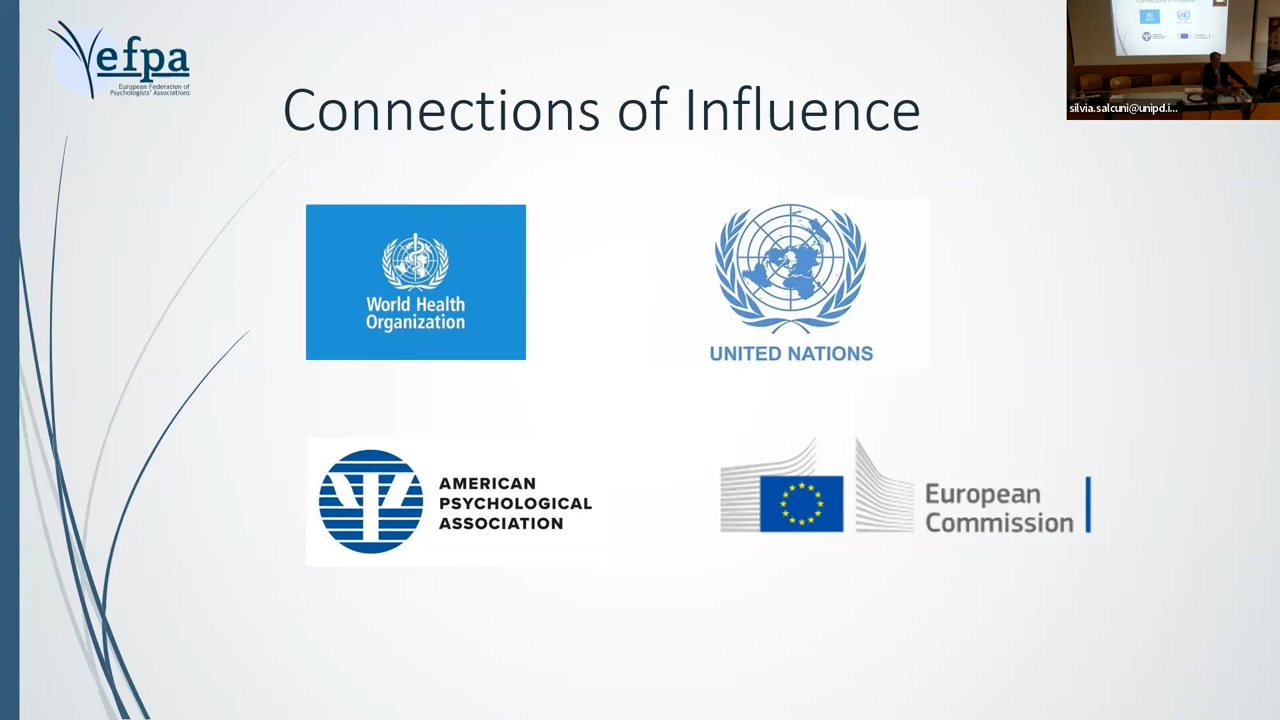 efpa
European Federation of
Psychologists' Associations
silvia.salcuni@unipd.i...
Connections of Influence
World Health
Organization
UNITED NATIONS
AMERICAN
PSYCHOLOGICAL
ASSOCIATION
European
Commission